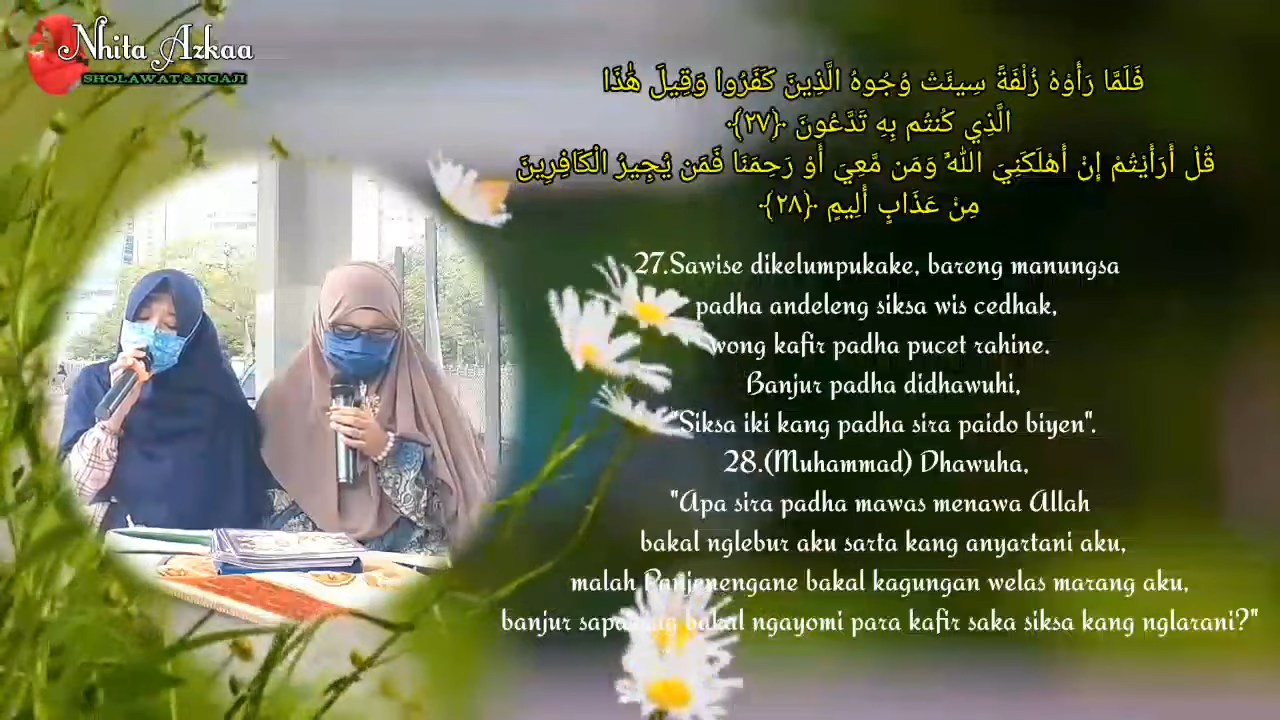 Nhita Azkaa
SHOLAWAT & NGAJI
فَلَمَّا رَأَوْهُ زُلْفَةً سِيئَتْ وُجُوهُ الَّذِينَ كَفَرُوا وَقِيلَ هَٰذَا
الَّذِي كُنتُم بِهِ تَدَّعُونَ ﴿٢٧﴾
قُلْ أَرَأَيْتُمْ إِنْ أَهْلَكَنِيَ اللَّهُ وَمَن مَّعِيَ أَوْ رَحِمَنَا فَمَن يُجِيرُ الْكَافِرِينَ
مِنْ عَذَابٍ أَلِيمٍ ﴿٢٨﴾
27.Sawise dikelumpukake, bareng manungsa
padha andeleng siksa wis cedhak,
wong kafir padha pucet rahine.
Banjur padha didhawuhi,
"Siksa iki kang padha sira paido biyen".
28.(Muhammad) Dhawuha,
"Apa sira padha mawas menawa Allah
bakal nglebur aku sarta kang anyartani aku,
malah Panjenengane bakal kagungan welas marang aku,
banjur bakal ngayomi para kafir saka siksa kang nglarani?"